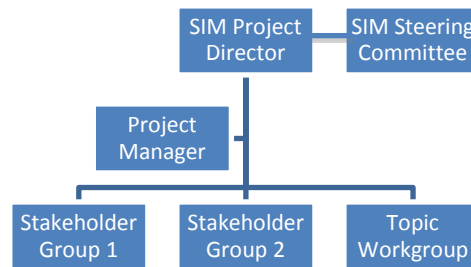 SIM Project
Director
SIM Steering
Committee
Project
Manager
Stakeholder
Group 1
Stakeholder
Group 2
Topic
Workgroup